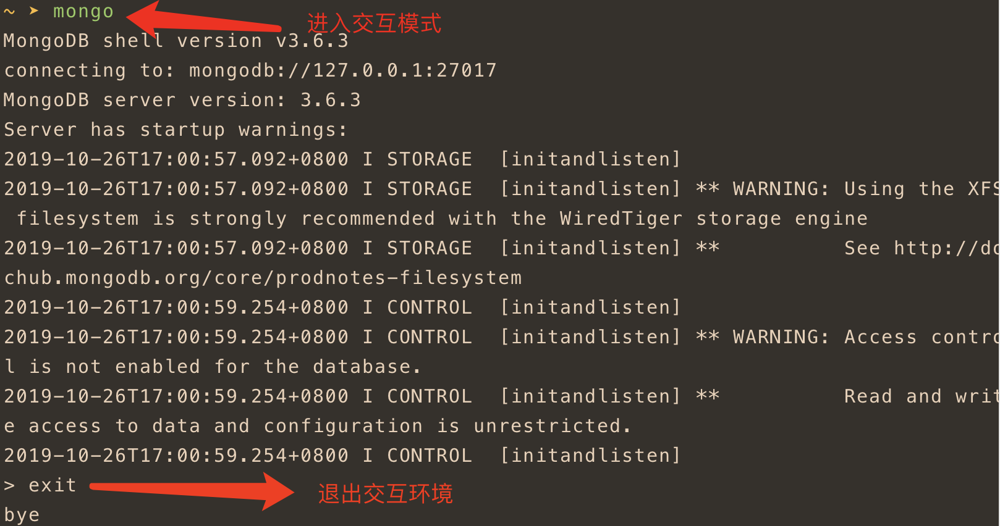 ~ ➤ mongo
进入交互模式
MongoDB shell version v3.6.3
connecting to: mongodb://127.0.0.1:27017
MongoDB server version: 3.6.3
Server has startup warnings:
2019-10-26T17:00:57.092+0800 I STORAGE  [initandlisten]
2019-10-26T17:00:57.092+0800 I STORAGE  [initandlisten] ** WARNING: Using the XFS
filesystem is strongly recommended with the WiredTiger storage engine
2019-10-26T17:00:57.092+0800 I STORAGE  [initandlisten] **          See http://do
chub.mongodb.org/core/prodnotes-filesystem
2019-10-26T17:00:59.254+0800 I CONTROL  [initandlisten]
2019-10-26T17:00:59.254+0800 I CONTROL  [initandlisten] ** WARNING: Access contro
l is not enabled for the database.
2019-10-26T17:00:59.254+0800 I CONTROL  [initandlisten] **          Read and writ
e access to data and configuration is unrestricted.
2019-10-26T17:00:59.254+0800 I CONTROL  [initandlisten]
> exit
退出交互环境
bye